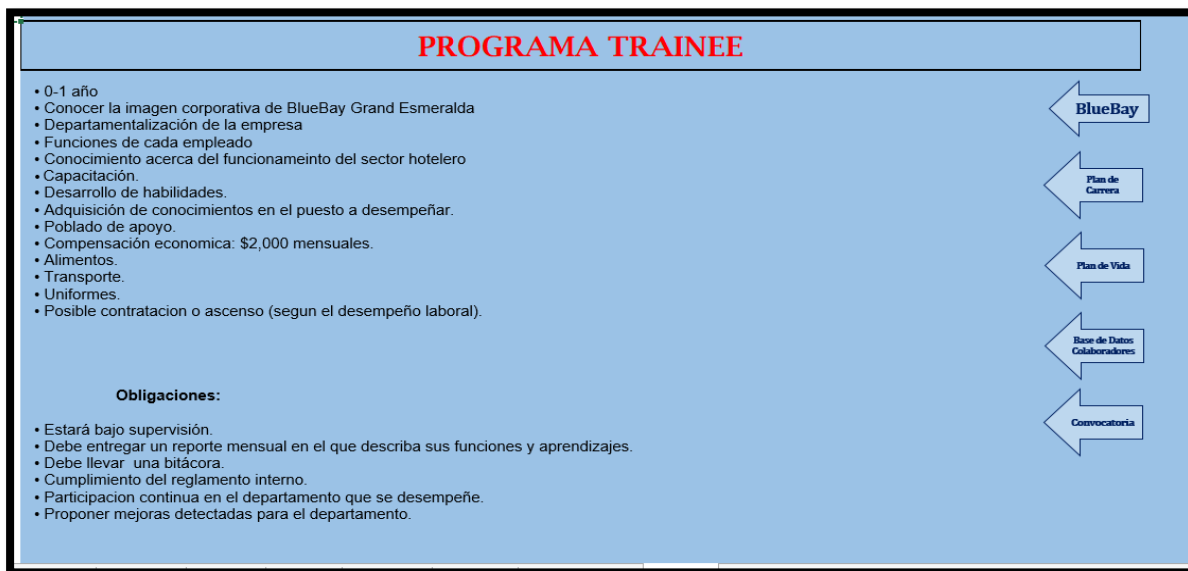 PROGRAMA TRAINEE
• 0-1 año
• Conocer la imagen corporativa de BlueBay Grand Esmeralda
• Departamentalización de la empresa
• Funciones de cada empleado
• Conocimiento acerca del funcionameinto del sector hotelero
• Capacitación.
• Desarrollo de habilidades.
• Adquisición de conocimientos en el puesto a desempeñar.
• Poblado de apoyo.
• Compensación economica: $2,000 mensuales.
• Alimentos.
• Transporte.
• Uniformes.
• Posible contratacion o ascenso (segun el desempeño laboral).
Obligaciones:
• Estará bajo supervisión.
• Debe entregar un reporte mensual en el que describa sus funciones y aprendizajes.
• Debe llevar  una bitácora.
• Cumplimiento del reglamento interno.
• Participacion continua en el departamento que se desempeñe.
• Proponer mejoras detectadas para el departamento.
BlueBay
Plan de
Carrera
Plan de Vida
Base de Datos
Colaboradores
Convocatoria